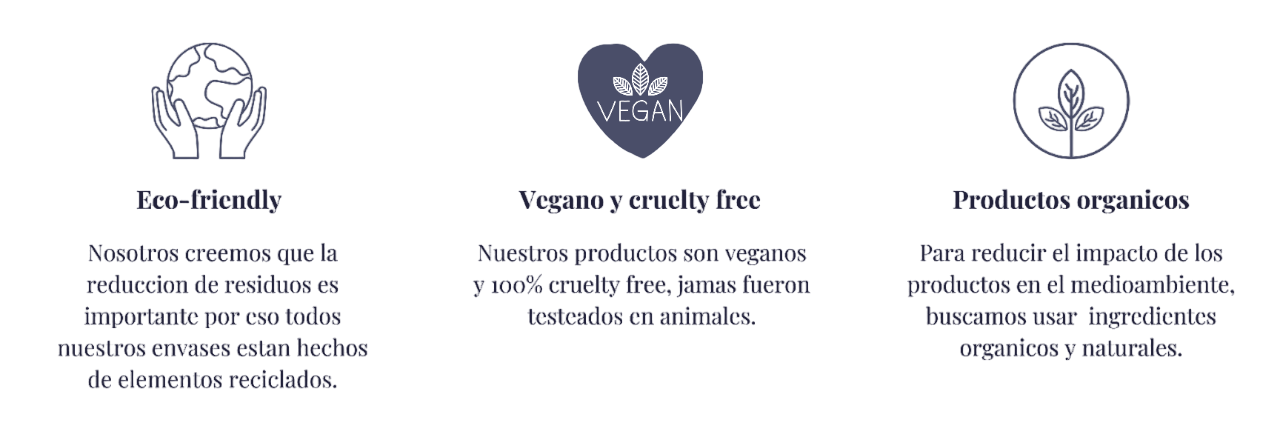 VEGAN
Eco-friendly
Nosotros creemos que la
reduccion de residuos es
importante por eso todos
nuestros envases estan hechos
de elementos reciclados.
Vegano y cruelty free
Nuestros productos son veganos
y 100% cruelty free, jamas fueron
testeados en animales.
Productos organicos
Para reducir el impacto de los
productos en el medioambiente,
buscamos usar  ingredientes
organicos y naturales.